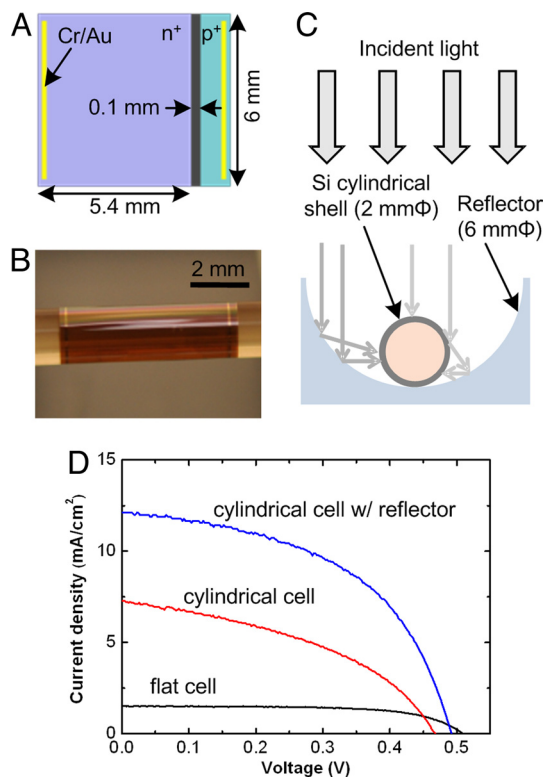 A
Cr/Au
n⁺
p⁺
0.1 mm
6 mm
5.4 mm
B
2 mm
C
Incident light
Si cylindrical
shell (2 mmΦ)
Reflector
(6 mmΦ)
D
Current density (mA/cm²)
15
10
5
0
cylindrical cell w/ reflector
cylindrical cell
flat cell
0.0 0.1 0.2 0.3 0.4 0.5
Voltage (V)